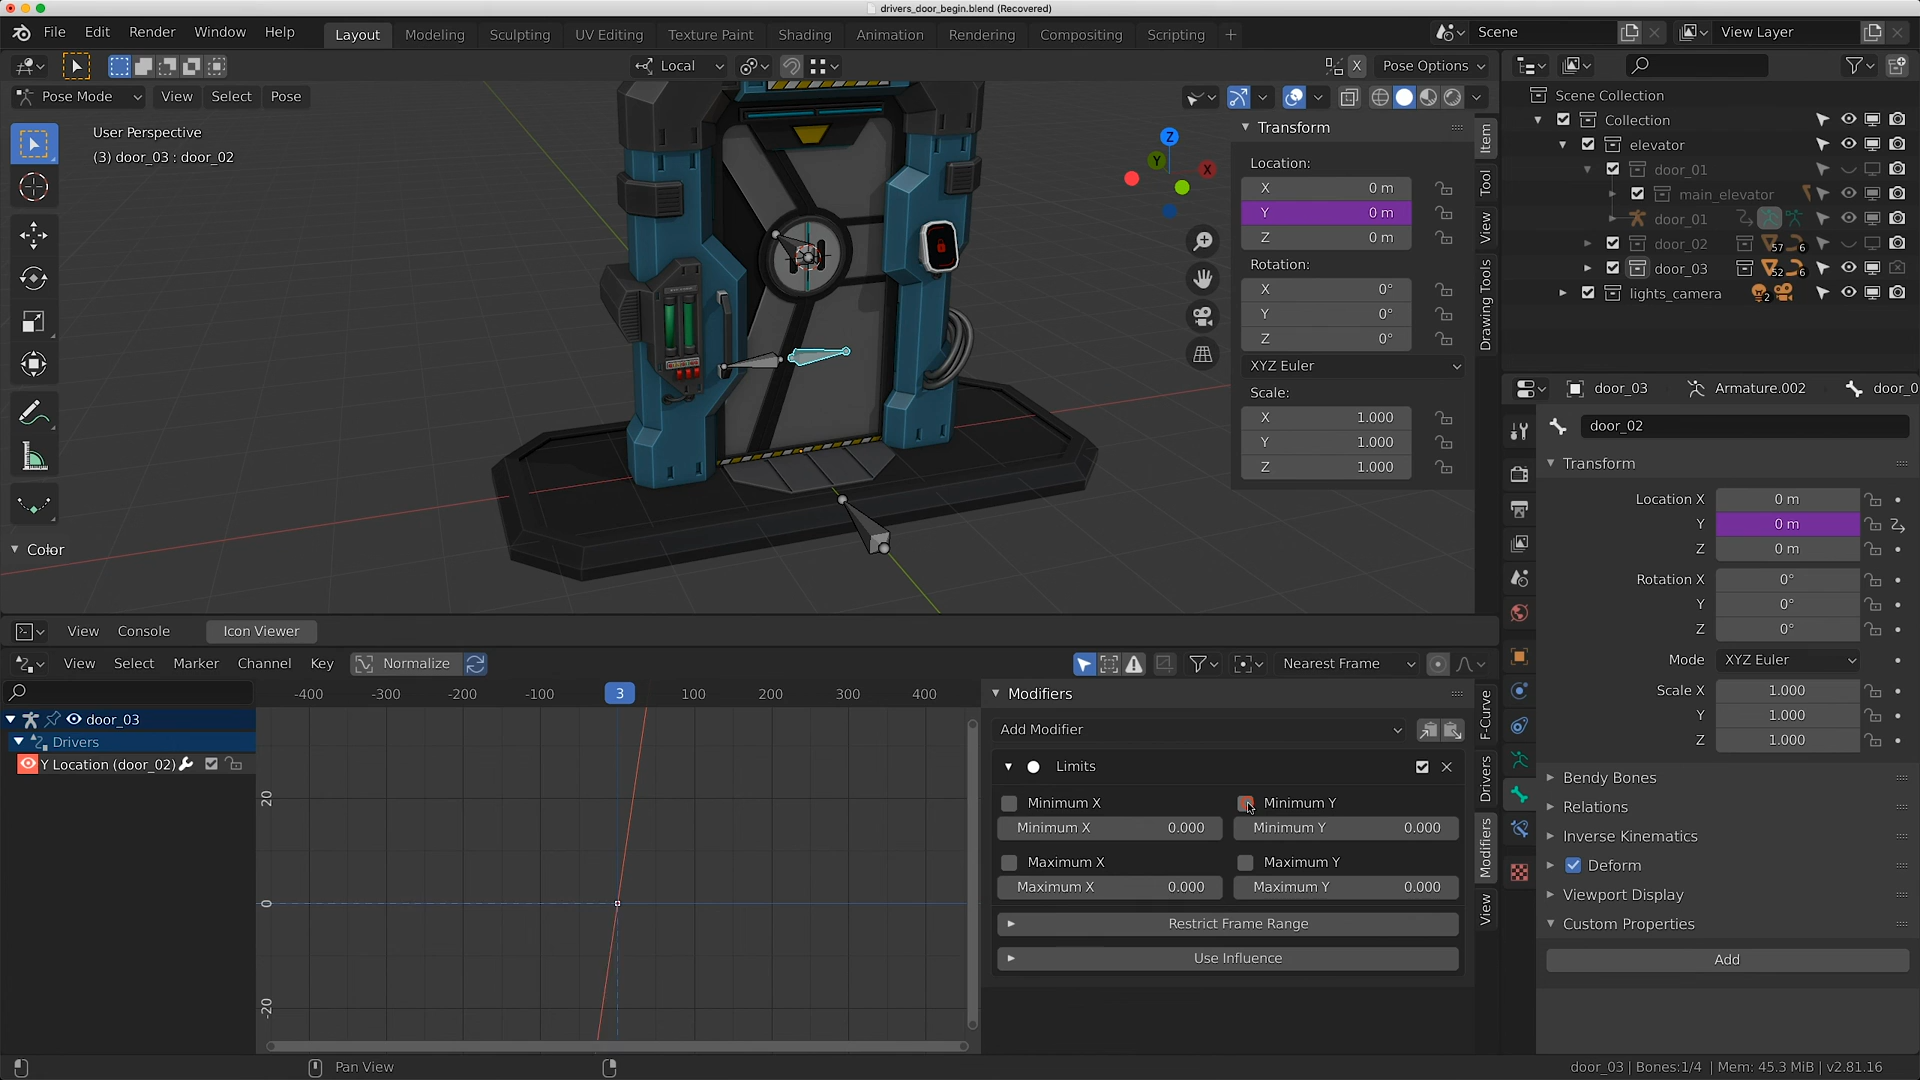 drivers_door_begin.blend (Recovered)
File Edit Render Window Help Layout Modeling Sculpting UV Editing Texture Paint Shading Animation Rendering Compositing Scripting + Scene View Layer
Local X Pose Options
Pose Mode View Select Pose
User Perspective
(3) door_03 : door_02
Color
Z
Y
X
Transform
Location:
X 0 m
Y 0 m
Z 0 m
Rotation:
X 0°
Y 0°
Z 0°
XYZ Euler
Scale:
X 1.000
Y 1.000
Z 1.000
Item
Tool
View
Drawing Tools
Scene Collection
Collection
elevator
door_01
main_elevator
door_01
door_02 57 6
door_03 52 6
lights_camera 2
door_03 Armature.002 door_0
door_02
Transform
Location X 0 m
Y 0 m
Z 0 m
Rotation X 0°
Y 0°
Z 0°
Mode XYZ Euler
Scale X 1.000
Y 1.000
Z 1.000
Bendy Bones
Relations
Inverse Kinematics
Deform
Viewport Display
Custom Properties
Add
View Console Icon Viewer
View Select Marker Channel Key Normalize Nearest Frame
-400 -300 -200 -100 3 100 200 300 400
door_03
Drivers
Y Location (door_02)
20
0
-20
Modifiers
Add Modifier
Limits
Minimum X Minimum Y
Minimum X 0.000 Minimum Y 0.000
Maximum X Maximum Y
Maximum X 0.000 Maximum Y 0.000
Restrict Frame Range
Use Influence
F-Curve
Drivers
Modifiers
View
Pan View
door_03 | Bones:1/4 | Mem: 45.3 MiB | v2.81.16